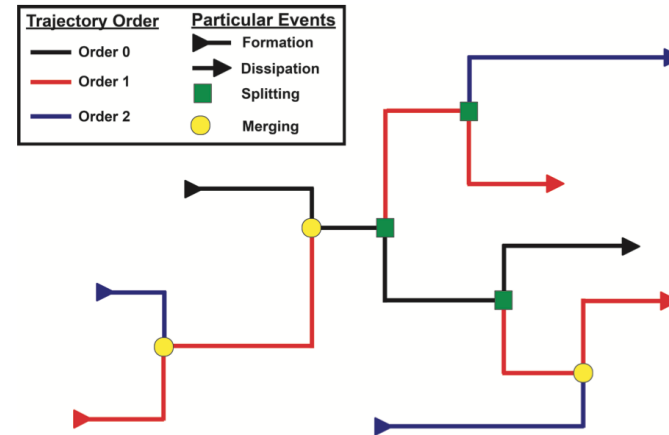 Trajectory Order
Order 0
Order 1
Order 2
Particular Events
Formation
Dissipation
Splitting
Merging